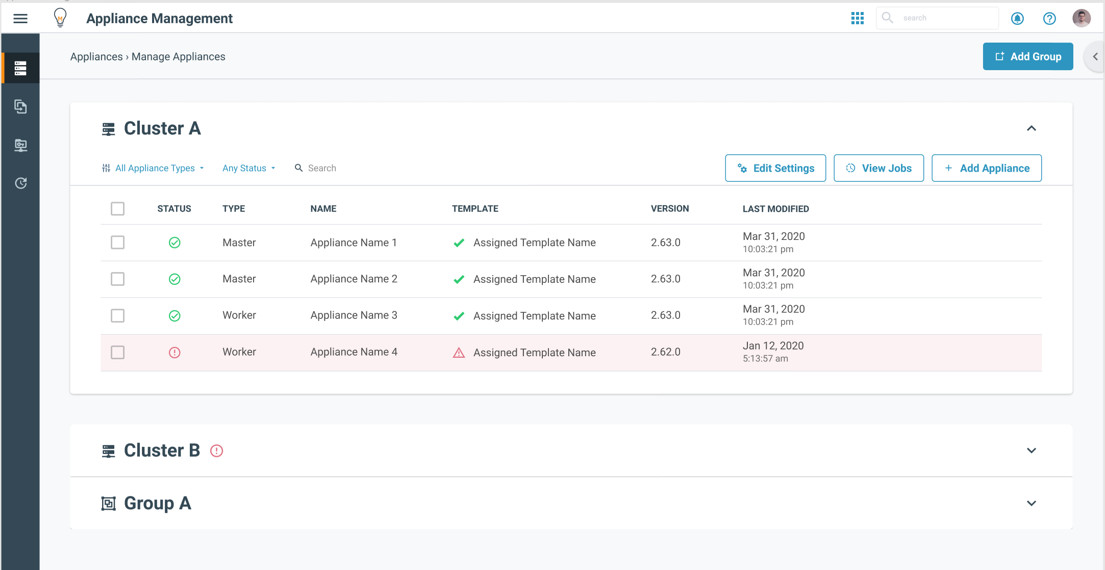 Appliance Management
search
Appliances › Manage Appliances
Add Group
Cluster A
All Appliance Types Any Status Search
Edit Settings View Jobs + Add Appliance
STATUS TYPE NAME TEMPLATE VERSION LAST MODIFIED
Master Appliance Name 1 Assigned Template Name 2.63.0 Mar 31, 2020
10:03:21 pm
Master Appliance Name 2 Assigned Template Name 2.63.0 Mar 31, 2020
10:03:21 pm
Worker Appliance Name 3 Assigned Template Name 2.63.0 Mar 31, 2020
10:03:21 pm
Worker Appliance Name 4 Assigned Template Name 2.62.0 Jan 12, 2020
5:13:57 am
Cluster B
Group A